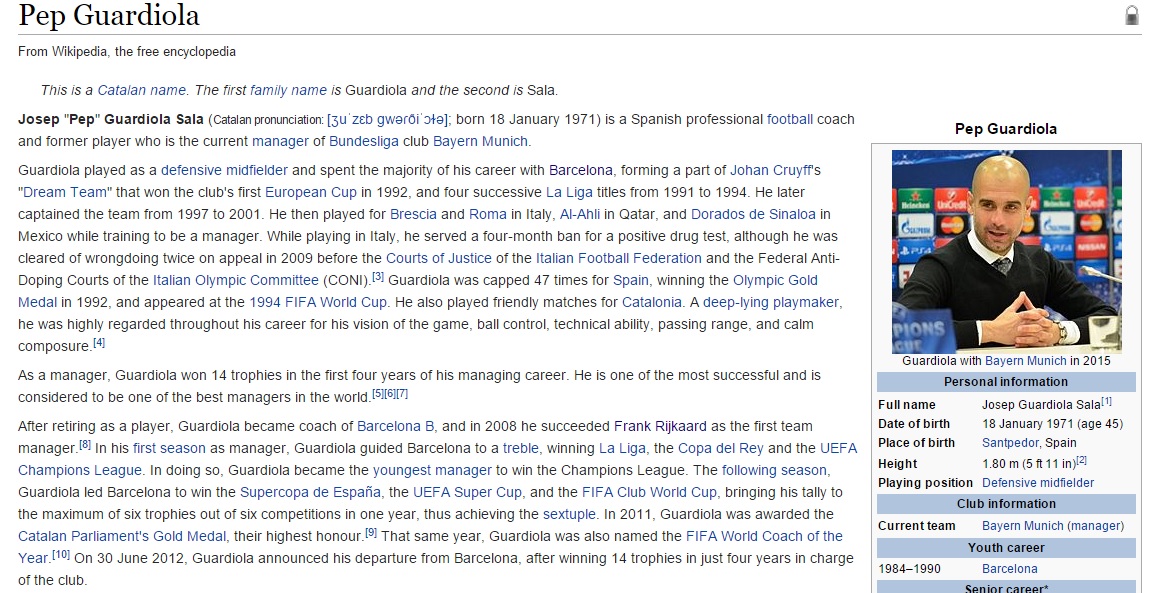 Pep Guardiola
From Wikipedia, the free encyclopedia
This is a Catalan name. The first family name is Guardiola and the second is Sala.
Josep "Pep" Guardiola Sala (Catalan pronunciation: [ʒuˈzɛb ɡwərðiˈɔɫə]; born 18 January 1971) is a Spanish professional football coach
and former player who is the current manager of Bundesliga club Bayern Munich.
Guardiola played as a defensive midfielder and spent the majority of his career with Barcelona, forming a part of Johan Cruyff's
"Dream Team" that won the club's first European Cup in 1992, and four successive La Liga titles from 1991 to 1994. He later
captained the team from 1997 to 2001. He then played for Brescia and Roma in Italy, Al-Ahli in Qatar, and Dorados de Sinaloa in
Mexico while training to be a manager. While playing in Italy, he served a four-month ban for a positive drug test, although he was
cleared of wrongdoing twice on appeal in 2009 before the Courts of Justice of the Italian Football Federation and the Federal Anti-
Doping Courts of the Italian Olympic Committee (CONI).[3] Guardiola was capped 47 times for Spain, winning the Olympic Gold
Medal in 1992, and appeared at the 1994 FIFA World Cup. He also played friendly matches for Catalonia. A deep-lying playmaker,
he was highly regarded throughout his career for his vision of the game, ball control, technical ability, passing range, and calm
composure.[4]
As a manager, Guardiola won 14 trophies in the first four years of his managing career. He is one of the most successful and is
considered to be one of the best managers in the world.[5][6][7]
After retiring as a player, Guardiola became coach of Barcelona B, and in 2008 he succeeded Frank Rijkaard as the first team
manager.[8] In his first season as manager, Guardiola guided Barcelona to a treble, winning La Liga, the Copa del Rey and the UEFA
Champions League. In doing so, Guardiola became the youngest manager to win the Champions League. The following season,
Guardiola led Barcelona to win the Supercopa de España, the UEFA Super Cup, and the FIFA Club World Cup, bringing his tally to
the maximum of six trophies out of six competitions in one year, thus achieving the sextuple. In 2011, Guardiola was awarded the
Catalan Parliament's Gold Medal, their highest honour.[9] That same year, Guardiola was also named the FIFA World Coach of the
Year.[10] On 30 June 2012, Guardiola announced his departure from Barcelona, after winning 14 trophies in just four years in charge
of the club.
Pep Guardiola
Heineken UniCredit Heineken UniCredit
GAZPROM MasterCard
PS4 NISSAN
PIONS
AGUE
Guardiola with Bayern Munich in 2015
Personal information
Full name Josep Guardiola Sala[1]
Date of birth 18 January 1971 (age 45)
Place of birth Santpedor, Spain
Height 1.80 m (5 ft 11 in)[2]
Playing position Defensive midfielder
Club information
Current team Bayern Munich (manager)
Youth career
1984–1990 Barcelona
Senior career*